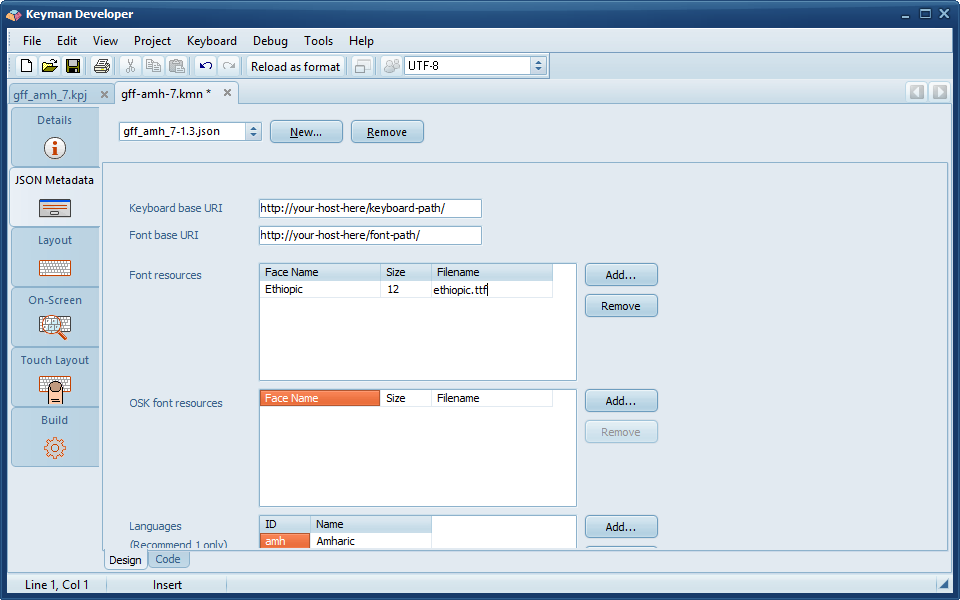 Keyman Developer
File Edit View Project Keyboard Debug Tools Help
Reload as format UTF-8
gff_amh_7.kpj gff-amh-7.kmn *
Details
gff_amh_7-1.3.json New... Remove
JSON Metadata
Keyboard base URI http://your-host-here/keyboard-path/
Font base URI http://your-host-here/font-path/
Layout
Font resources Face Name Size Filename Add...
Ethiopic 12 ethiopic.ttf
On-Screen
Remove
Touch Layout
OSK font resources Face Name Size Filename Add...
Build
Remove
Languages ID Name Add...
(Recommend 1 only) amh Amharic
Design Code
Line 1, Col 1 Insert